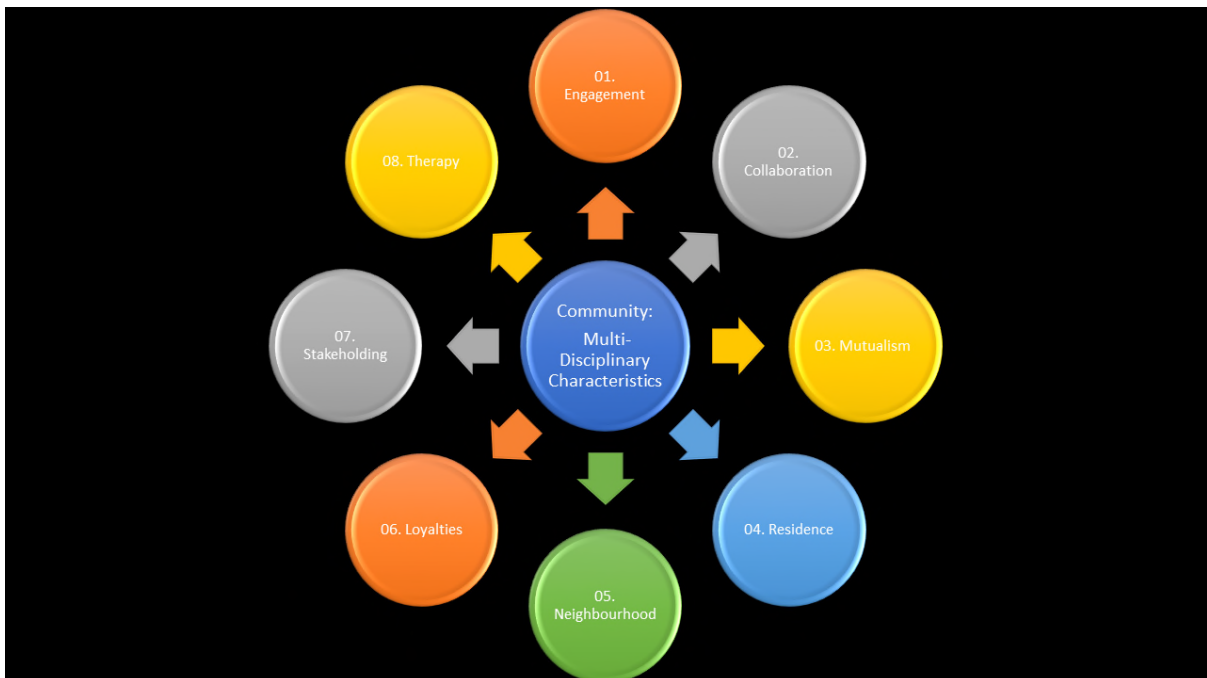 Community:
Multi-
Disciplinary
Characteristics
01.
Engagement
02.
Collaboration
03. Mutualism
04. Residence
05.
Neighbourhood
06. Loyalties
07.
Stakeholding
08. Therapy